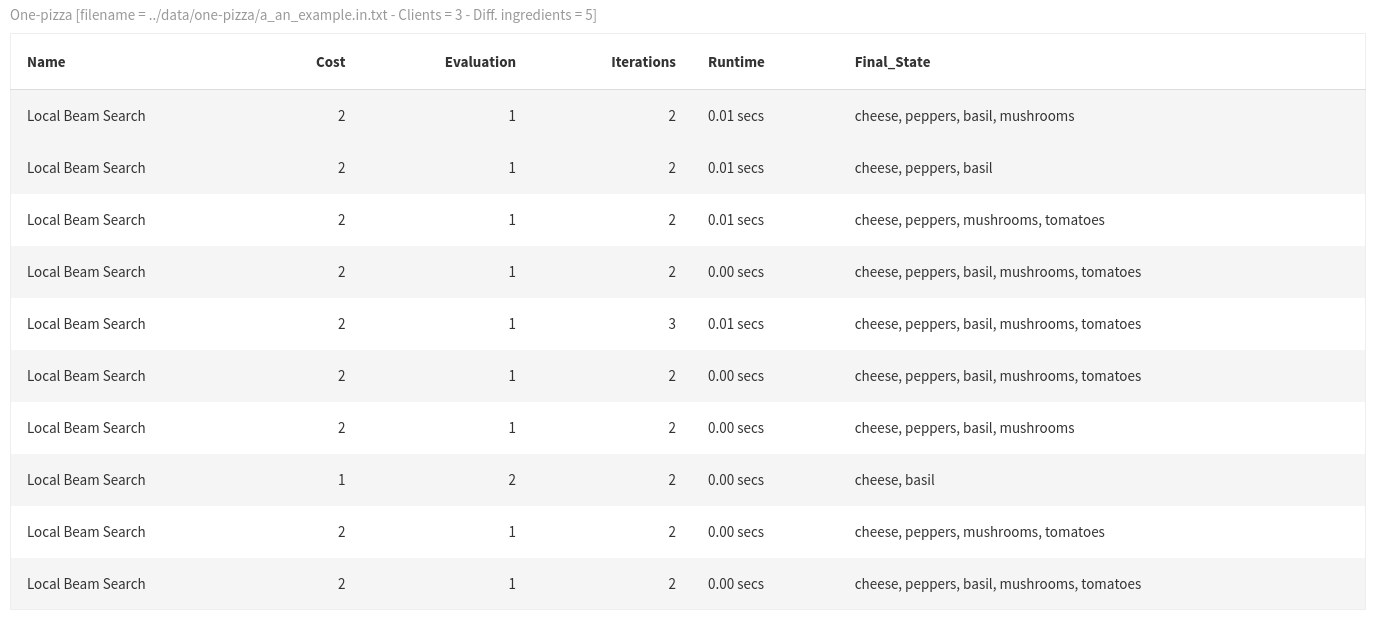 One-pizza [filename = ../data/one-pizza/a_an_example.in.txt - Clients = 3 - Diff. ingredients = 5]
Name Cost Evaluation Iterations Runtime Final_State
Local Beam Search 2 1 2 0.01 secs cheese, peppers, basil, mushrooms
Local Beam Search 2 1 2 0.01 secs cheese, peppers, basil
Local Beam Search 2 1 2 0.01 secs cheese, peppers, mushrooms, tomatoes
Local Beam Search 2 1 2 0.00 secs cheese, peppers, basil, mushrooms, tomatoes
Local Beam Search 2 1 3 0.01 secs cheese, peppers, basil, mushrooms, tomatoes
Local Beam Search 2 1 2 0.00 secs cheese, peppers, basil, mushrooms, tomatoes
Local Beam Search 2 1 2 0.00 secs cheese, peppers, basil, mushrooms
Local Beam Search 1 2 2 0.00 secs cheese, basil
Local Beam Search 2 1 2 0.00 secs cheese, peppers, mushrooms, tomatoes
Local Beam Search 2 1 2 0.00 secs cheese, peppers, basil, mushrooms, tomatoes